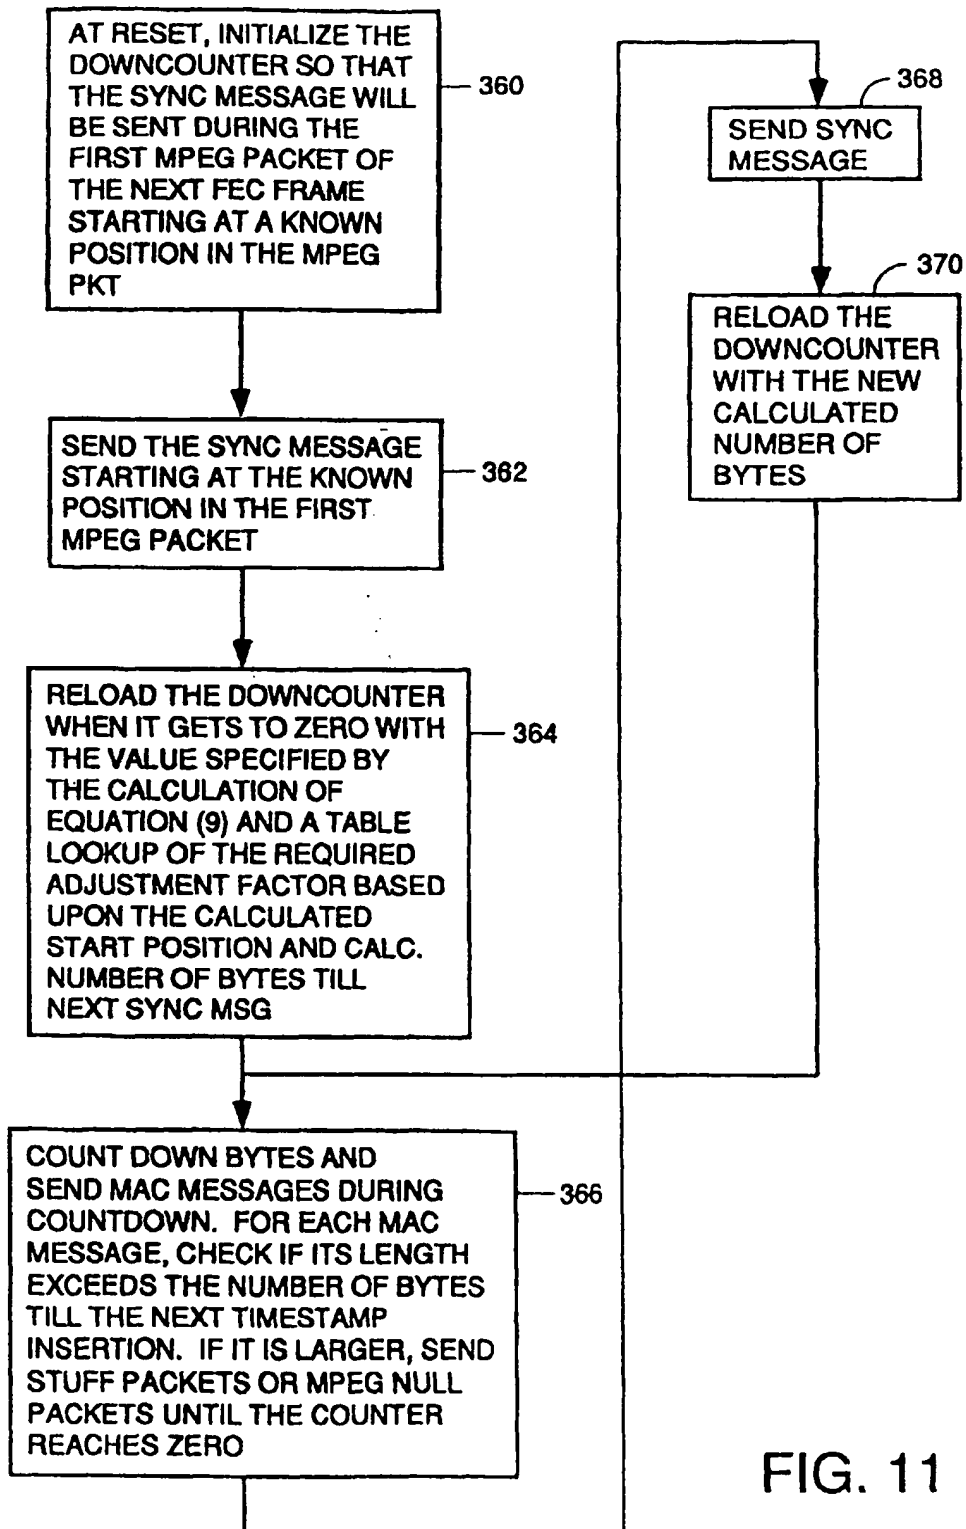 AT RESET, INITIALIZE THE
DOWNCOUNTER SO THAT
THE SYNC MESSAGE WILL
BE SENT DURING THE
FIRST MPEG PACKET OF
THE NEXT FEC FRAME
STARTING AT A KNOWN
POSITION IN THE MPEG
PKT
360
SEND THE SYNC MESSAGE
STARTING AT THE KNOWN
POSITION IN THE FIRST
MPEG PACKET
362
RELOAD THE DOWNCOUNTER
WHEN IT GETS TO ZERO WITH
THE VALUE SPECIFIED BY
THE CALCULATION OF
EQUATION (9) AND A TABLE
LOOKUP OF THE REQUIRED
ADJUSTMENT FACTOR BASED
UPON THE CALCULATED
START POSITION AND CALC.
NUMBER OF BYTES TILL
NEXT SYNC MSG
364
COUNT DOWN BYTES AND
SEND MAC MESSAGES DURING
COUNTDOWN. FOR EACH MAC
MESSAGE, CHECK IF ITS LENGTH
EXCEEDS THE NUMBER OF BYTES
TILL THE NEXT TIMESTAMP
INSERTION. IF IT IS LARGER, SEND
STUFF PACKETS OR MPEG NULL
PACKETS UNTIL THE COUNTER
REACHES ZERO
366
368
SEND SYNC
MESSAGE
370
RELOAD THE
DOWNCOUNTER
WITH THE NEW
CALCULATED
NUMBER OF
BYTES
FIG. 11